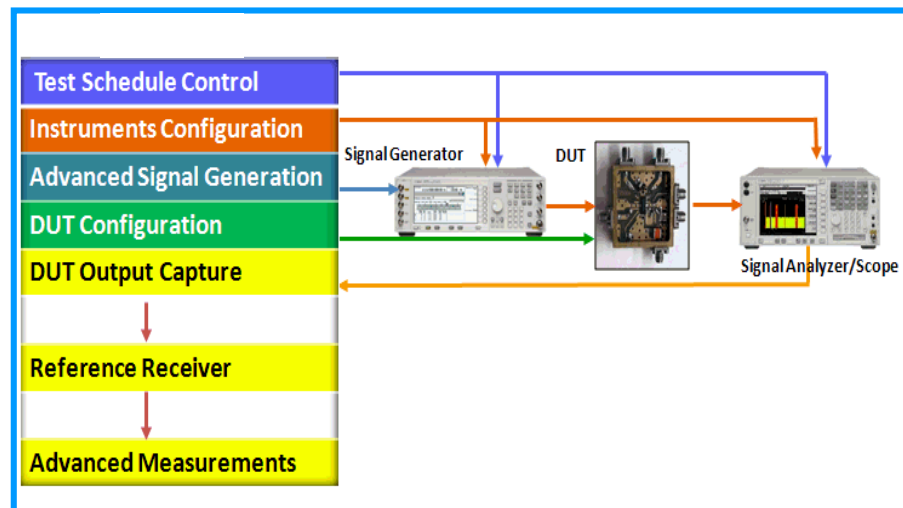 Test Schedule Control
Instruments Configuration
Signal Generator
DUT
Advanced Signal Generation
DUT Configuration
DUT Output Capture
Signal Analyzer/Scope
Reference Receiver
Advanced Measurements